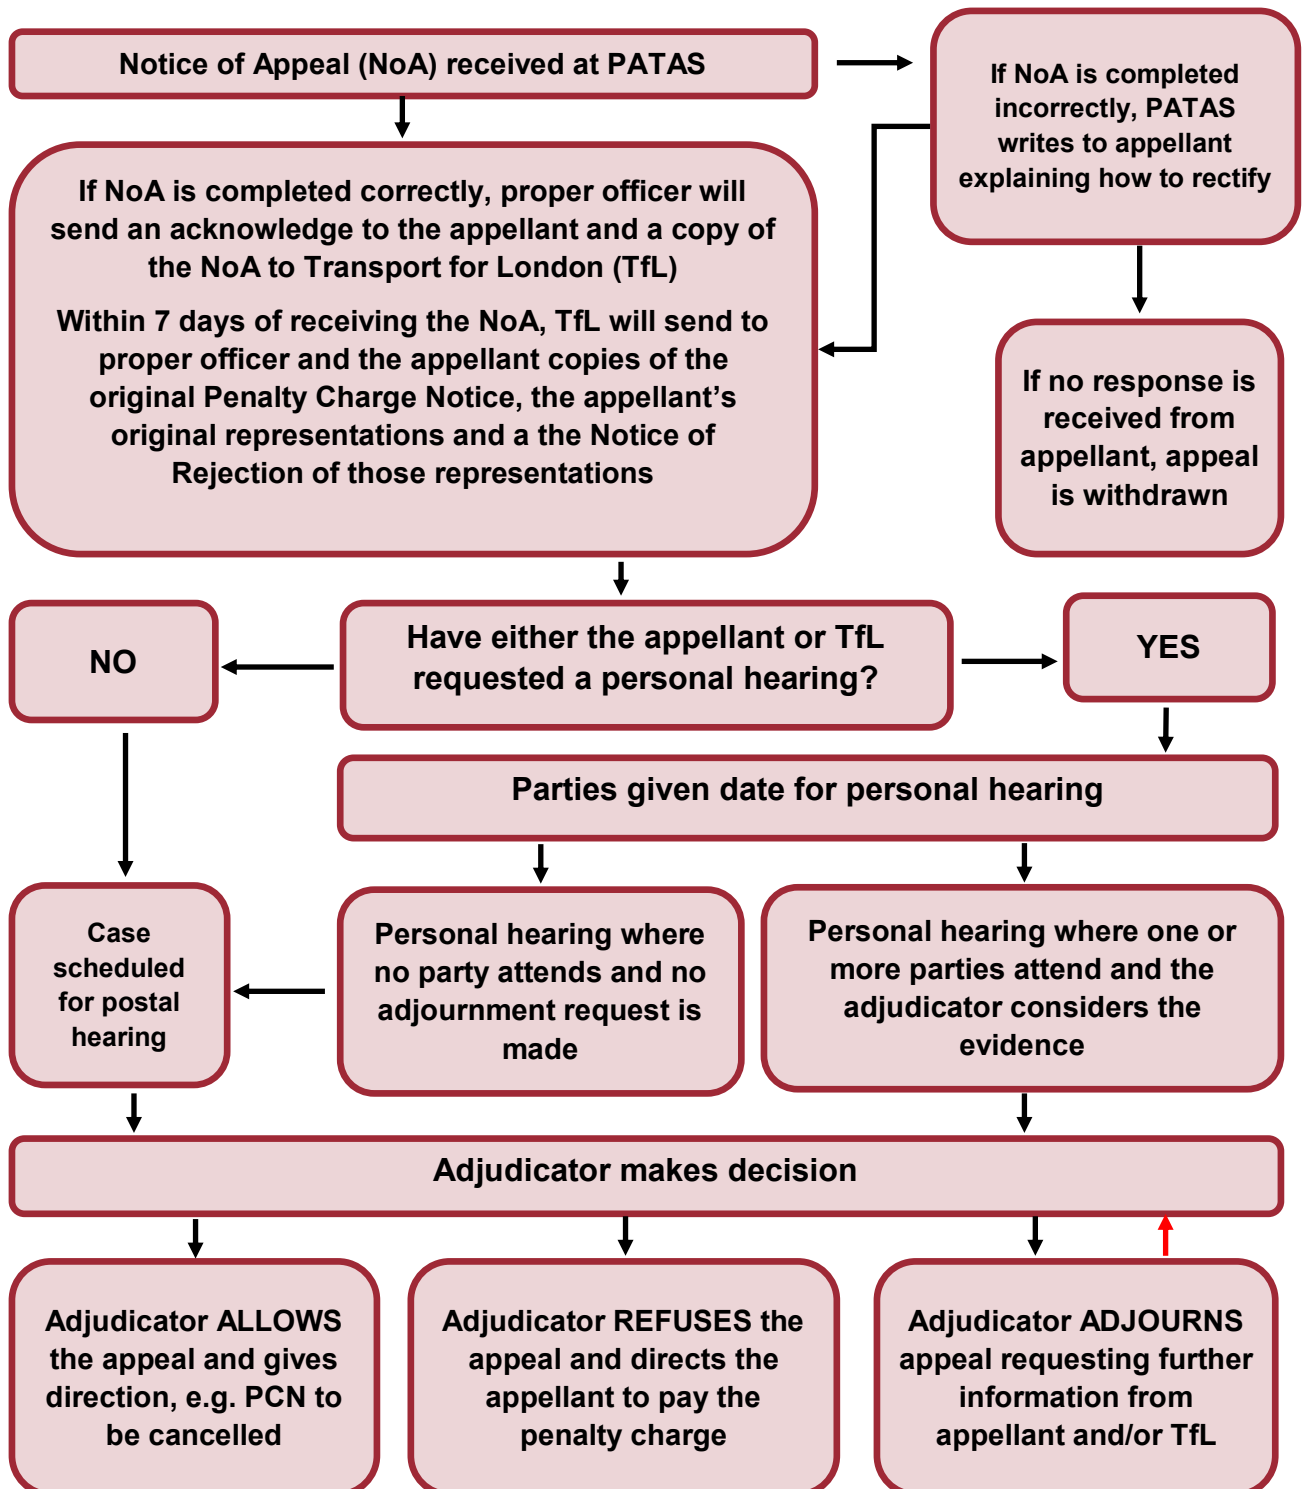 Notice of Appeal (NoA) received at PATAS
If NoA is completed
incorrectly, PATAS
writes to appellant
explaining how to rectify
If NoA is completed correctly, proper officer will
send an acknowledge to the appellant and a copy of
the NoA to Transport for London (TfL)
Within 7 days of receiving the NoA, TfL will send to
proper officer and the appellant copies of the
original Penalty Charge Notice, the appellant’s
original representations and a the Notice of
Rejection of those representations
If no response is
received from
appellant, appeal
is withdrawn
NO
Have either the appellant or TfL
requested a personal hearing?
YES
Parties given date for personal hearing
Case
scheduled
for postal
hearing
Personal hearing where
no party attends and no
adjournment request is
made
Personal hearing where one or
more parties attend and the
adjudicator considers the
evidence
Adjudicator makes decision
Adjudicator ALLOWS
the appeal and gives
direction, e.g. PCN to
be cancelled
Adjudicator REFUSES the
appeal and directs the
appellant to pay the
penalty charge
Adjudicator ADJOURNS
appeal requesting further
information from
appellant and/or TfL